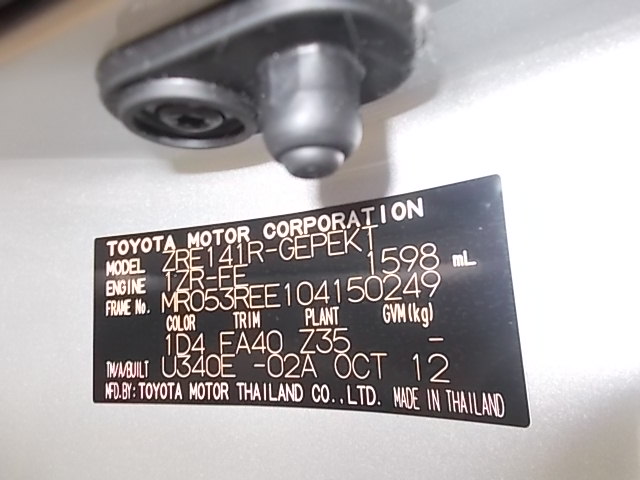 TOYOTA MOTOR CORPORATION
MODEL ZRE141R-GEPEKT
ENGINE 1ZR-FE 1598 mL
FRAME No. MR053REE104150249
COLOR TRIM PLANT GVM(kg)
1D4 FA40 Z35 -
TM/A/BUILT U340E -02A OCT 12
MFD.BY: TOYOTA MOTOR THAILAND CO.,LTD. MADE IN THAILAND